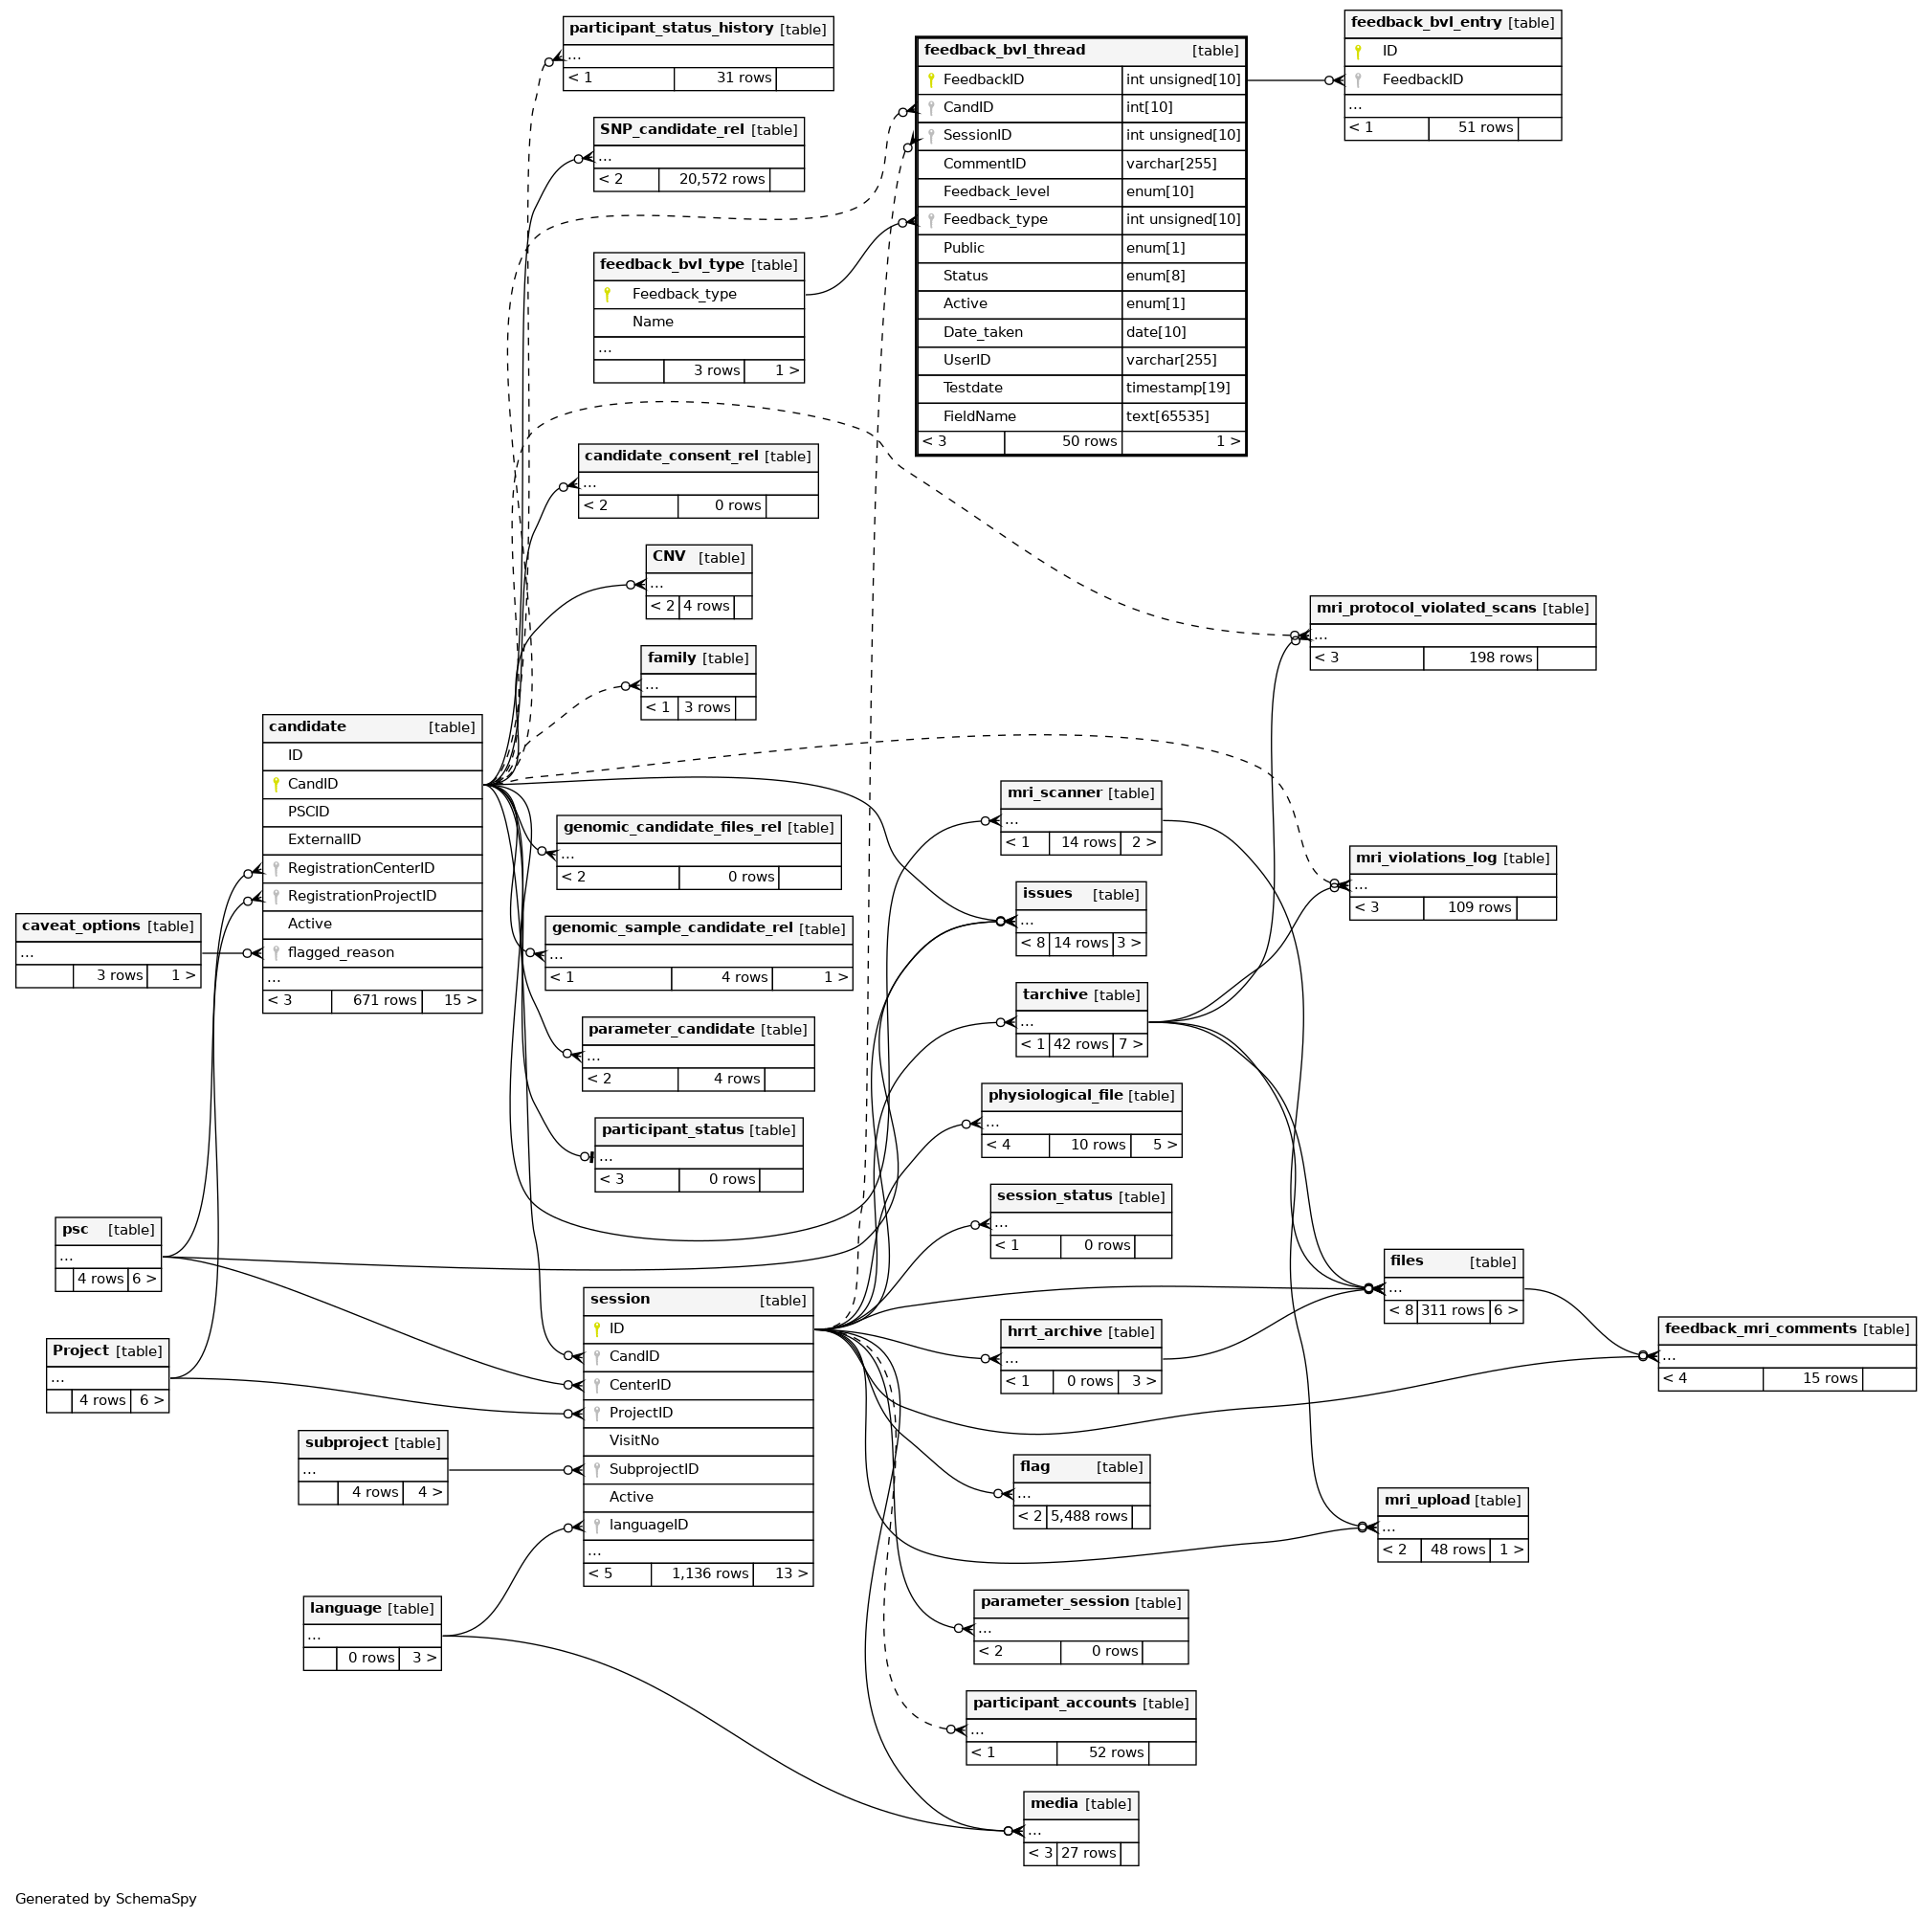 participant_status_history [table]
...
< 1 31 rows
feedback_bvl_entry [table]
ID
FeedbackID
...
< 1 51 rows
feedback_bvl_thread [table]
FeedbackID int unsigned[10]
CandID int[10]
SessionID int unsigned[10]
CommentID varchar[255]
Feedback_level enum[10]
Feedback_type int unsigned[10]
Public enum[1]
Status enum[8]
Active enum[1]
Date_taken date[10]
UserID varchar[255]
Testdate timestamp[19]
FieldName text[65535]
< 3 50 rows 1 >
SNP_candidate_rel [table]
...
< 2 20,572 rows
feedback_bvl_type [table]
Feedback_type
Name
...
3 rows 1 >
candidate_consent_rel [table]
...
< 2 0 rows
CNV [table]
...
< 2 4 rows
mri_protocol_violated_scans [table]
...
< 3 198 rows
family [table]
...
< 1 3 rows
candidate [table]
ID
CandID
PSCID
ExternalID
RegistrationCenterID
RegistrationProjectID
Active
flagged_reason
...
< 3 671 rows 15 >
mri_scanner [table]
...
< 1 14 rows 2 >
genomic_candidate_files_rel [table]
...
< 2 0 rows
mri_violations_log [table]
...
< 3 109 rows
issues [table]
...
< 8 14 rows 3 >
caveat_options [table]
...
3 rows 1 >
genomic_sample_candidate_rel [table]
...
< 1 4 rows 1 >
tarchive [table]
...
< 1 42 rows 7 >
parameter_candidate [table]
...
< 2 4 rows
physiological_file [table]
...
< 4 10 rows 5 >
participant_status [table]
...
< 3 0 rows
session_status [table]
...
< 1 0 rows
psc [table]
...
4 rows 6 >
files [table]
...
< 8 311 rows 6 >
session [table]
ID
CandID
CenterID
ProjectID
VisitNo
SubprojectID
Active
languageID
...
< 5 1,136 rows 13 >
hrrt_archive [table]
...
< 1 0 rows 3 >
feedback_mri_comments [table]
...
< 4 15 rows
Project [table]
...
4 rows 6 >
subproject [table]
...
4 rows 4 >
flag [table]
...
< 2 5,488 rows
mri_upload [table]
...
< 2 48 rows 1 >
language [table]
...
0 rows 3 >
parameter_session [table]
...
< 2 0 rows
participant_accounts [table]
...
< 1 52 rows
media [table]
...
< 3 27 rows
Generated by SchemaSpy